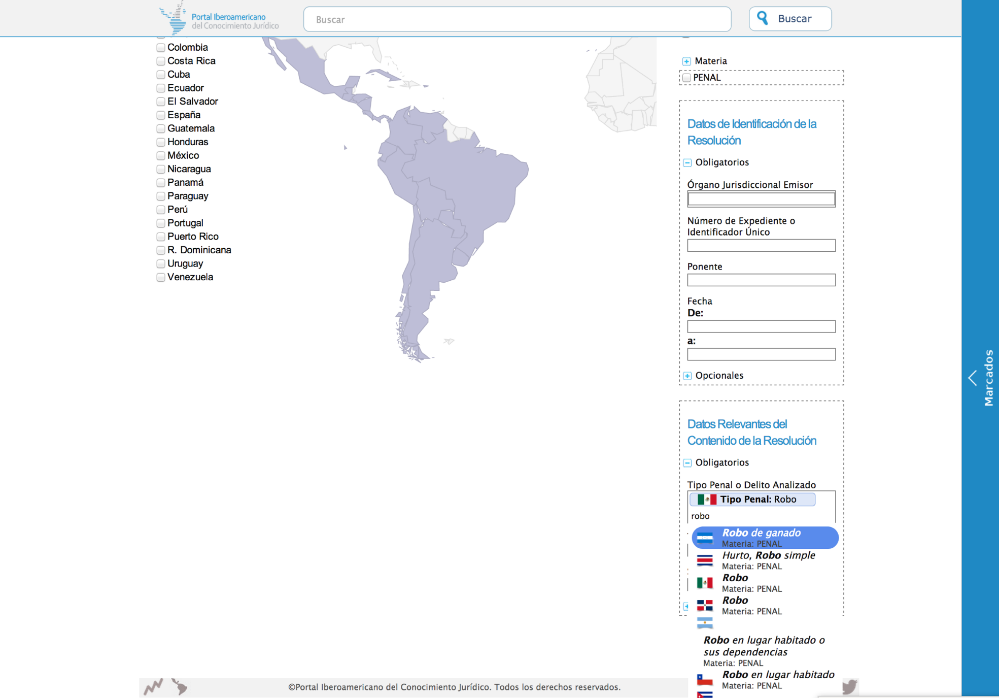 Portal Iberoamericano
del Conocimiento Jurídico
Buscar
Buscar
Colombia
Costa Rica
Cuba
Ecuador
El Salvador
España
Guatemala
Honduras
México
Nicaragua
Panamá
Paraguay
Perú
Portugal
Puerto Rico
R. Dominicana
Uruguay
Venezuela
Materia
PENAL
Datos de Identificación de la
Resolución
Obligatorios
Órgano Jurisdiccional Emisor
Número de Expediente o
Identificador Único
Ponente
Fecha
De:
a:
Opcionales
Datos Relevantes del
Contenido de la Resolución
Obligatorios
Tipo Penal o Delito Analizado
Tipo Penal: Robo
robo
Robo de ganado
Materia: PENAL
Hurto, Robo simple
Materia: PENAL
Robo
Materia: PENAL
Robo
Materia: PENAL
Robo en lugar habitado o
sus dependencias
Materia: PENAL
Robo en lugar habitado
Materia: PENAL
Marcados
©Portal Iberoamericano del Conocimiento Jurídico. Todos los derechos reservados.